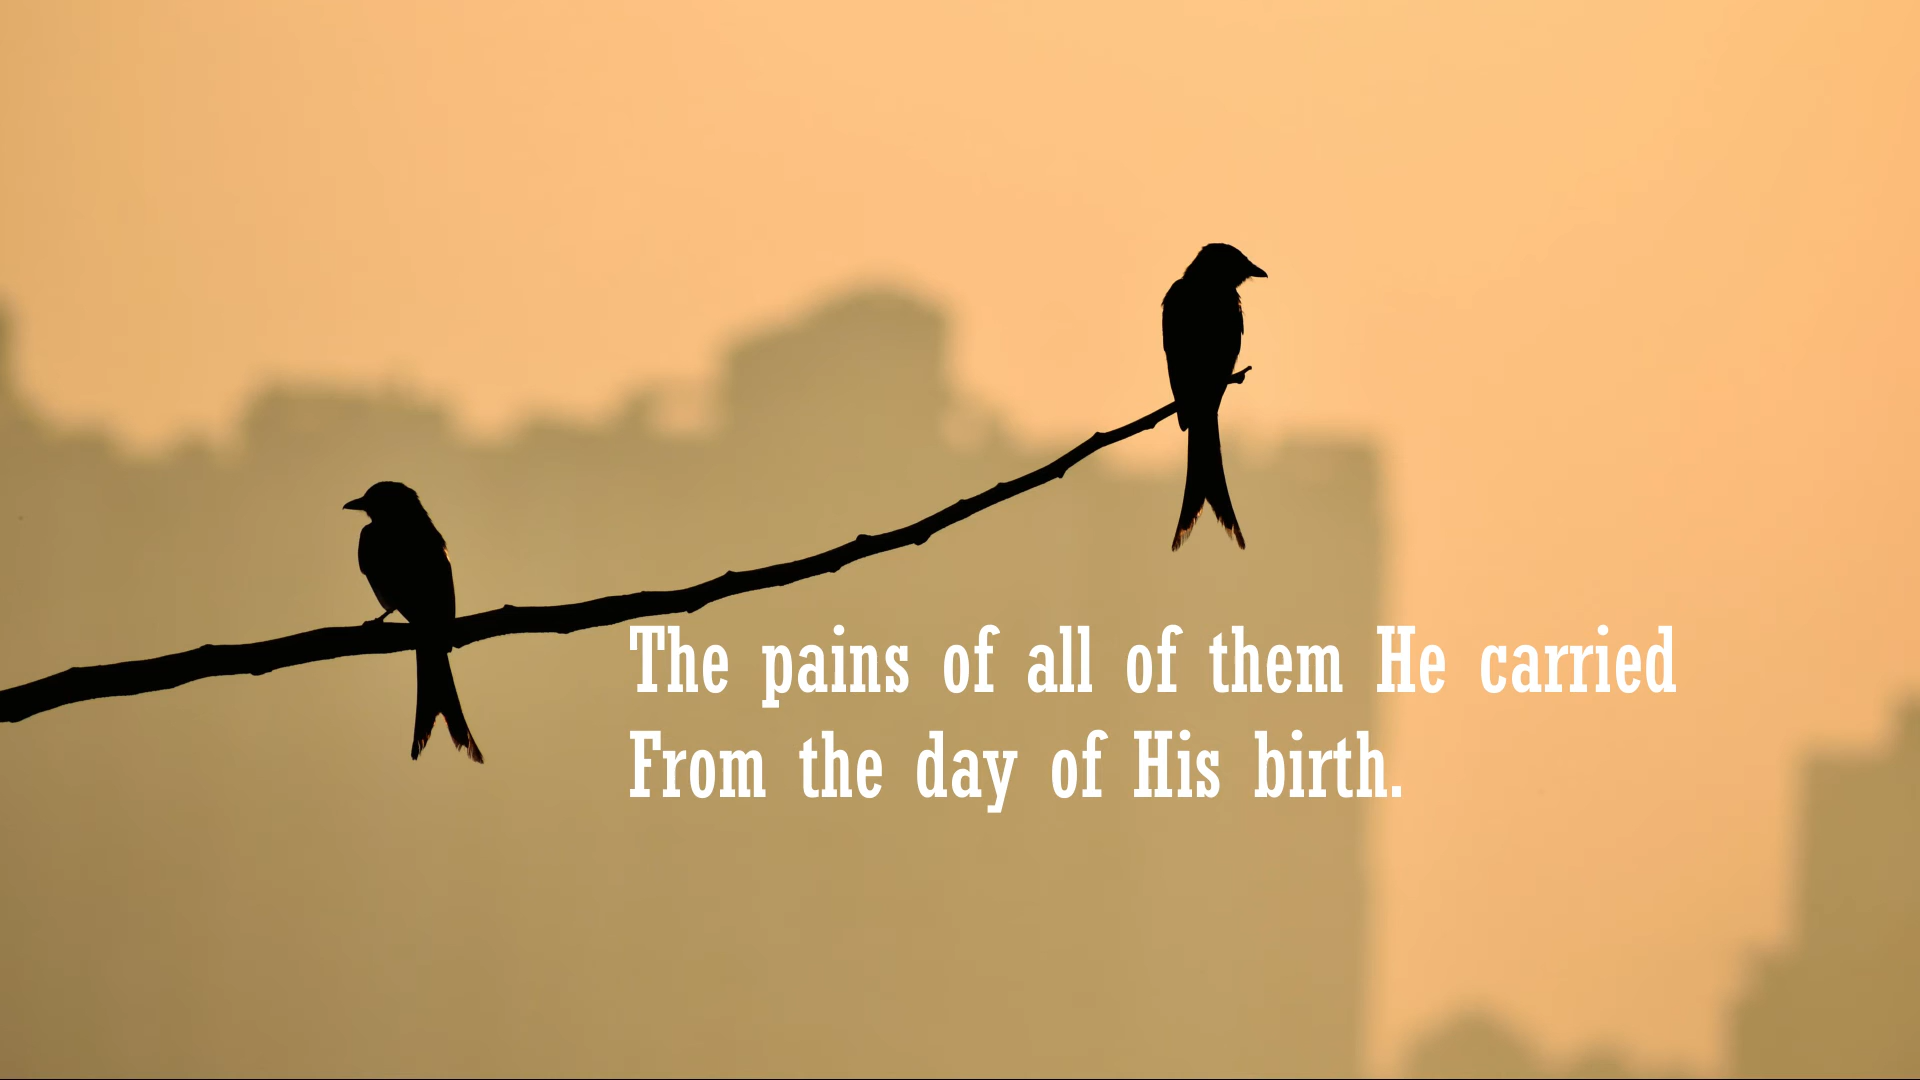 The pains of all of them He carried
From the day of His birth.